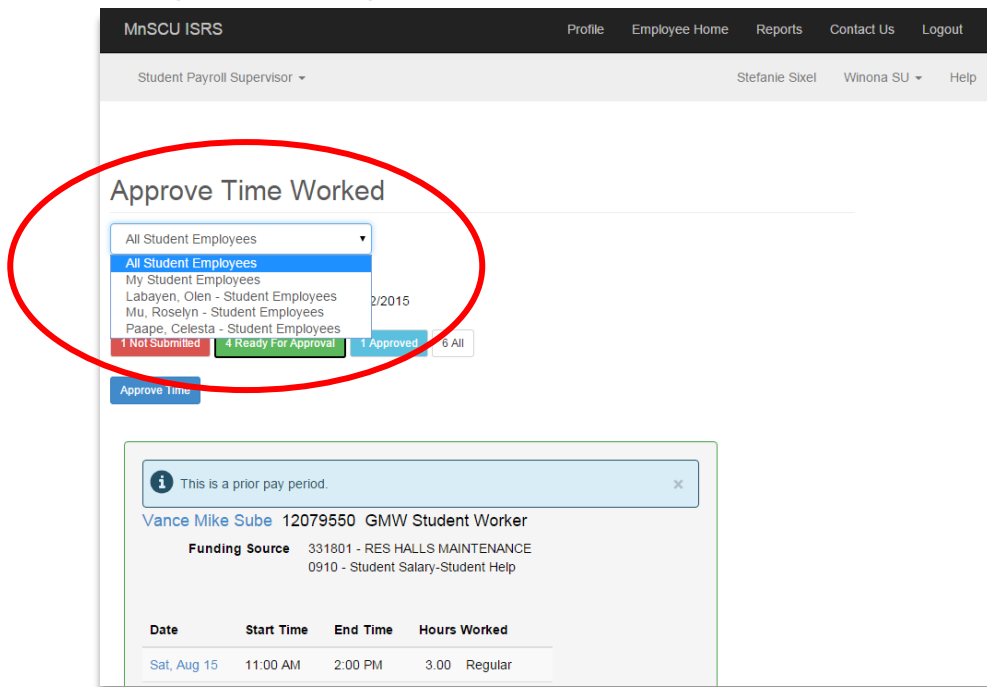 MnSCU ISRS Profile Employee Home Reports Contact Us Logout
Student Payroll Supervisor Stefanie Sixel Winona SU Help
Approve Time Worked
All Student Employees
All Student Employees
My Student Employees
Labayen, Olen - Student Employees
2/2015
Mu, Roselyn - Student Employees
Paape, Celesta - Student Employees
1 Not Submitted 4 Ready For Approval 1 Approved 6 All
Approve Time
This is a prior pay period. ×
Vance Mike Sube 12079550 GMW Student Worker
Funding Source 331801 - RES HALLS MAINTENANCE
0910 - Student Salary-Student Help
Date Start Time End Time Hours Worked
Sat, Aug 15 11:00 AM 2:00 PM 3.00 Regular